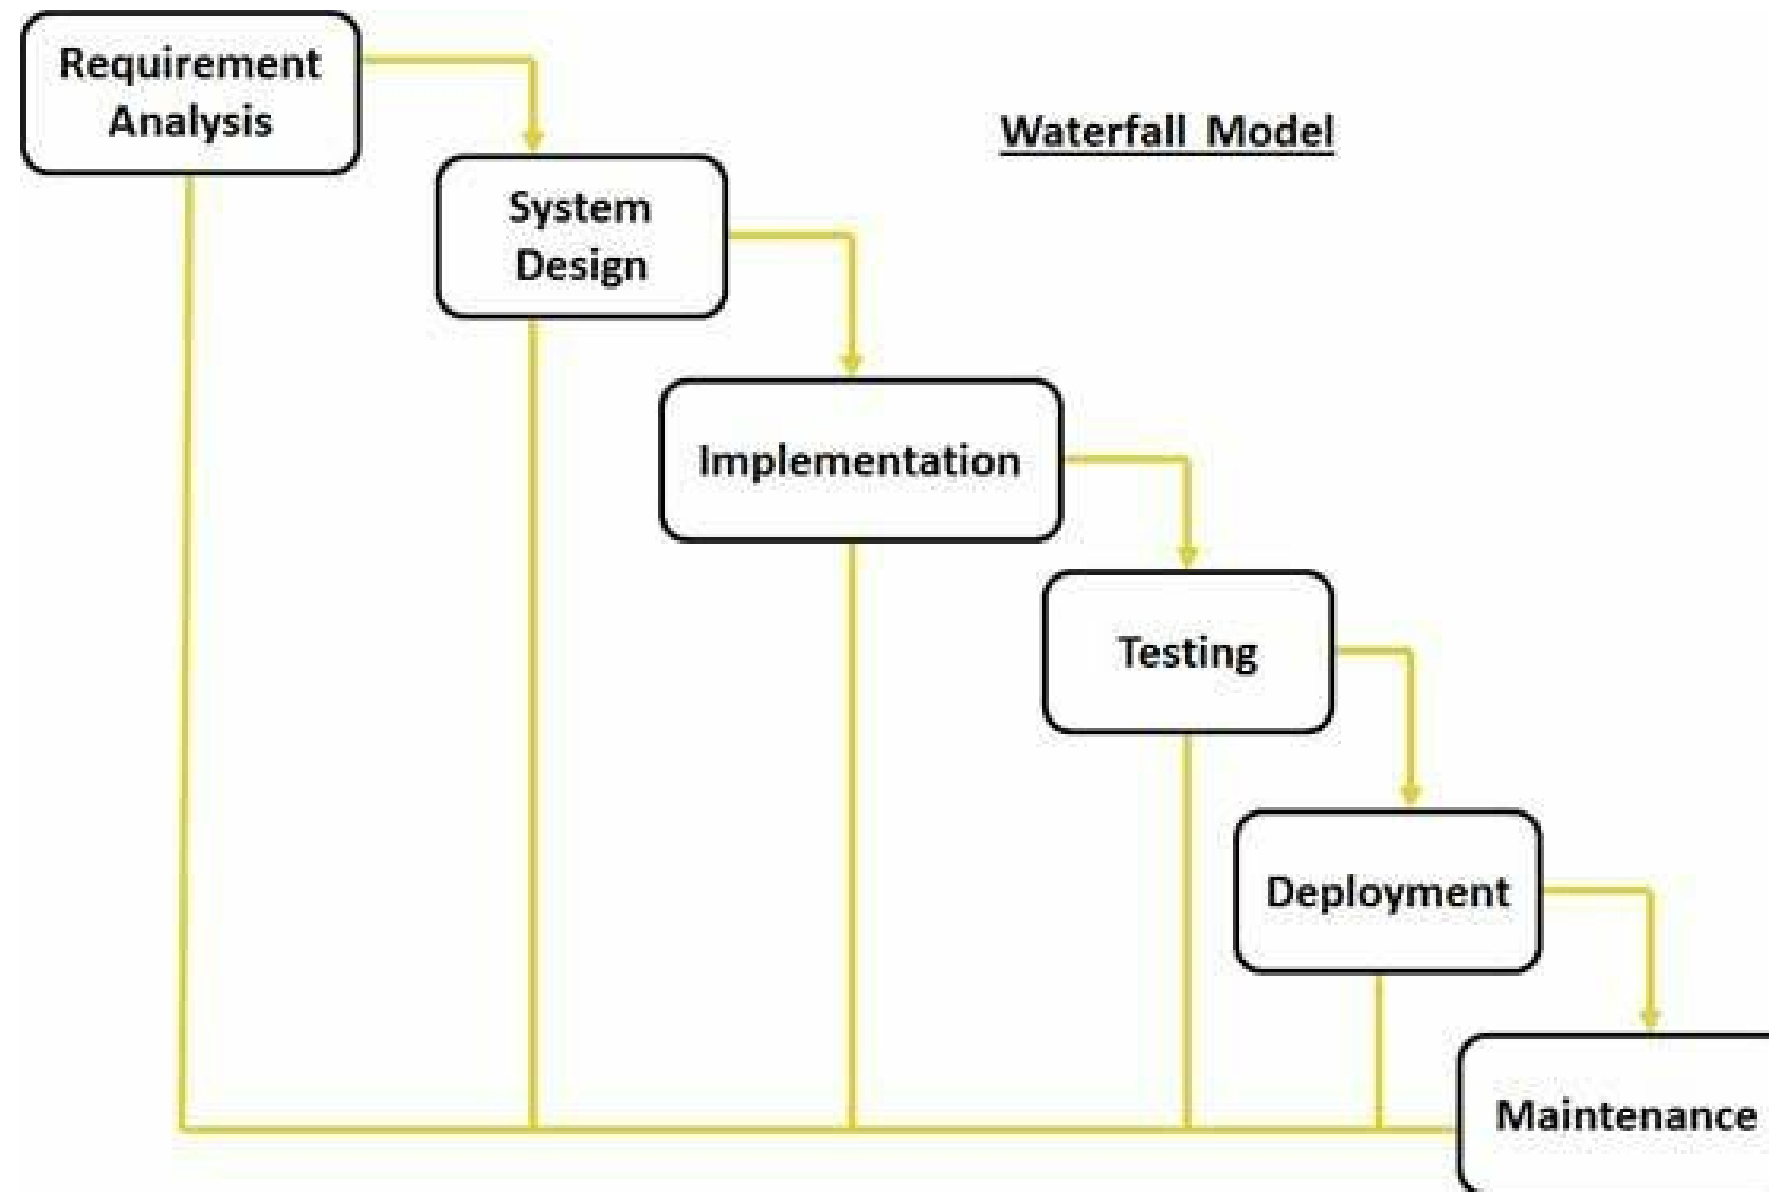 Requirement
Analysis
Waterfall Model
System
Design
Implementation
Testing
Deployment
Maintenance